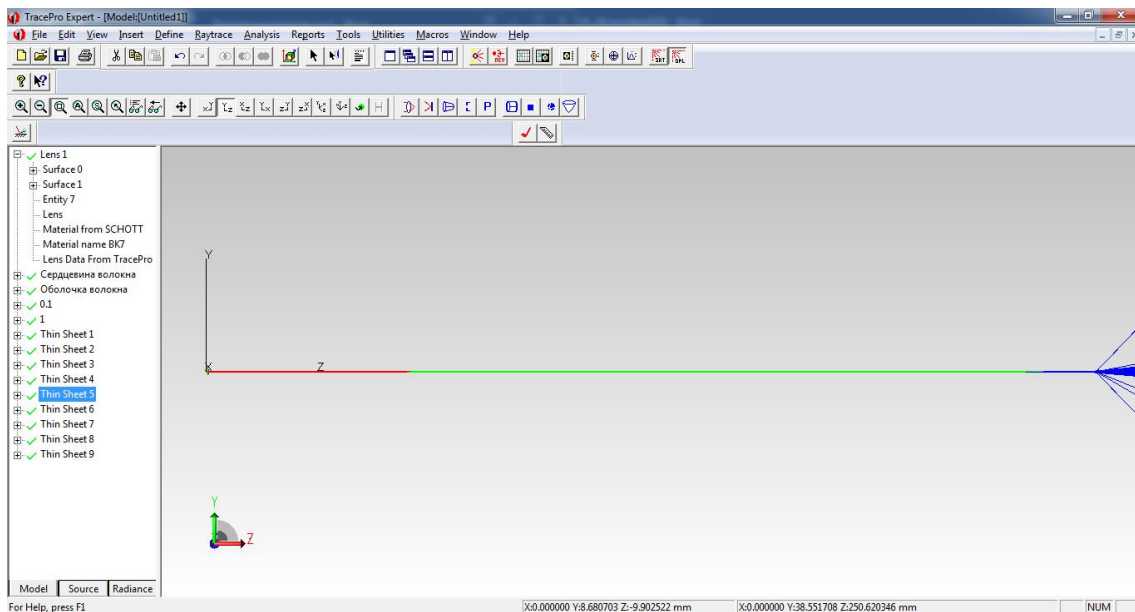 TracePro Expert - [Model:[Untitled1]]
File Edit View Insert Define Raytrace Analysis Reports Tools Utilities Macros Window Help
Lens 1
Surface 0
Surface 1
Entity 7
Lens
Material from SCHOTT
Material name BK7
Lens Data From TracePro
Сердцевина волокна
Оболочка волокна
0.1
1
Thin Sheet 1
Thin Sheet 2
Thin Sheet 3
Thin Sheet 4
Thin Sheet 5
Thin Sheet 6
Thin Sheet 7
Thin Sheet 8
Thin Sheet 9
Y
X
Z
Y
Z
Model Source Radiance
For Help, press F1
X:0.000000 Y:8.680703 Z:-9.902522 mm
X:0.000000 Y:38.551708 Z:250.620346 mm
NUM